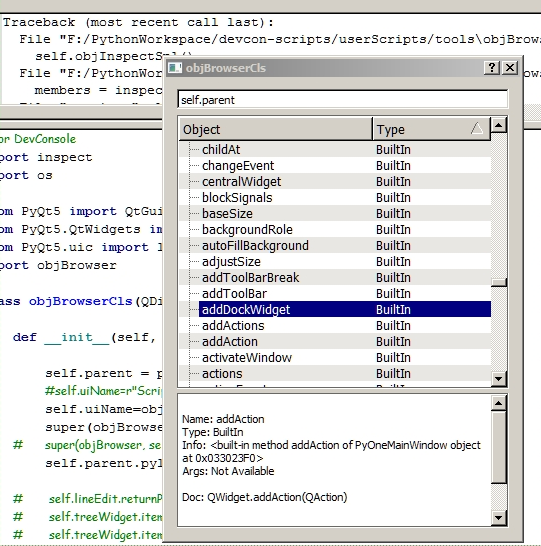 Traceback (most recent call last):
File "F:/PythonWorkspace/devcon-scripts/userScripts/tools\objBrows
self.objInspectSpl()
File "F:/PythonW
members = inspec
objBrowserCls
self.parent
Object Type
childAt BuiltIn
changeEvent BuiltIn
centralWidget BuiltIn
blockSignals BuiltIn
baseSize BuiltIn
backgroundRole BuiltIn
autoFillBackground BuiltIn
adjustSize BuiltIn
addToolBarBreak BuiltIn
addToolBar BuiltIn
addDockWidget BuiltIn
addActions BuiltIn
addAction BuiltIn
activateWindow BuiltIn
actions BuiltIn
Name: addAction
Type: BuiltIn
Info: <built-in method addAction of PyOneMainWindow object
at 0x033023F0>
Args: Not Available
Doc: QWidget.addAction(QAction)
or DevConsole
port inspect
port os
om PyQt5 import QtGui
om PyQt5.QtWidgets im
om PyQt5.uic import l
port objBrowser
ass objBrowserCls(QDi
def __init__(self,
self.parent = p
#self.uiName=r"Scrip
self.uiName=obj
super(objBrowse
# super(objBrowser, se
self.parent.pyl
# self.lineEdit.returnP
# self.treeWidget.item
# self.treeWidget.item